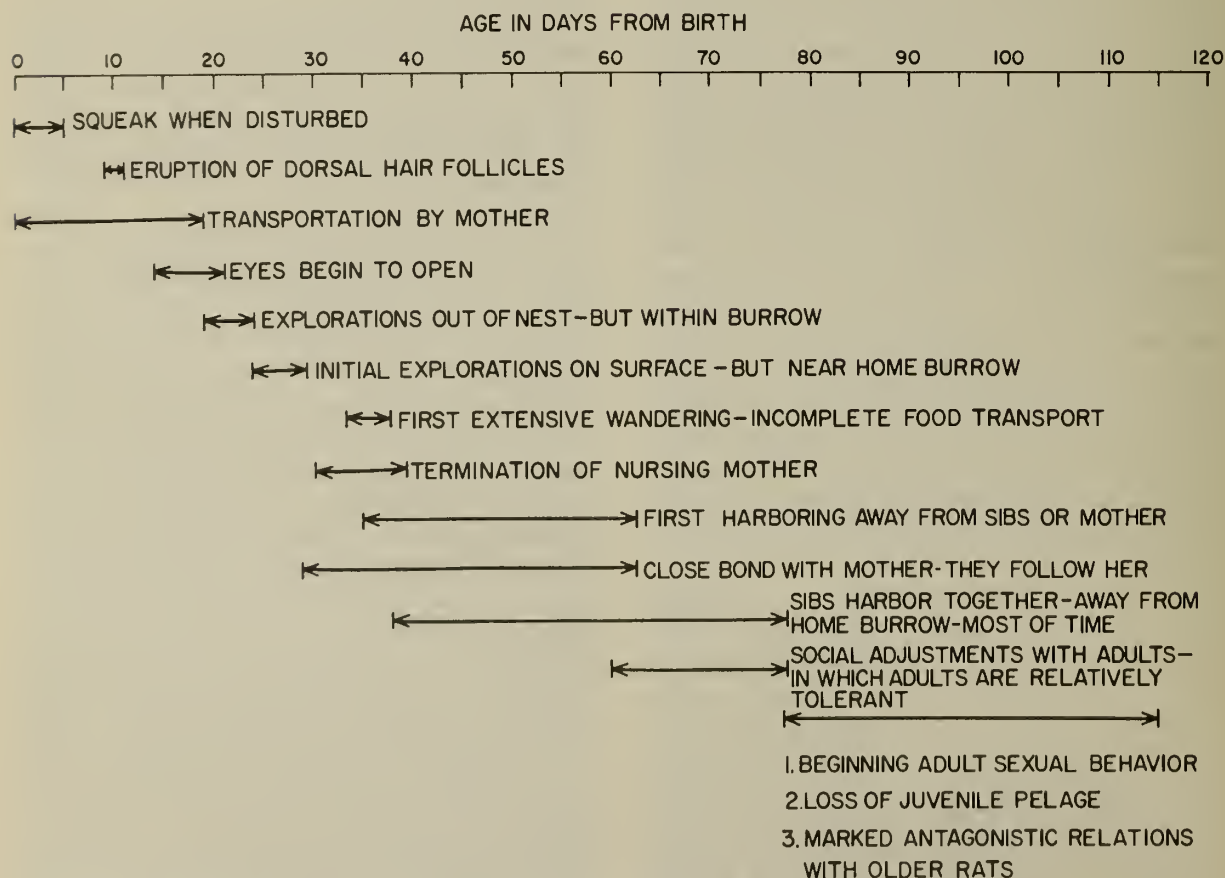 AGE IN DAYS FROM BIRTH
0 10 20 30 40 50 60 70 80 90 100 110 120
SQUEAK WHEN DISTURBED
ERUPTION OF DORSAL HAIR FOLLICLES
TRANSPORTATION BY MOTHER
EYES BEGIN TO OPEN
EXPLORATIONS OUT OF NEST-BUT WITHIN BURROW
INITIAL EXPLORATIONS ON SURFACE-BUT NEAR HOME BURROW
FIRST EXTENSIVE WANDERING-INCOMPLETE FOOD TRANSPORT
TERMINATION OF NURSING MOTHER
FIRST HARBORING AWAY FROM SIBS OR MOTHER
CLOSE BOND WITH MOTHER-THEY FOLLOW HER
SIBS HARBOR TOGETHER-AWAY FROM
HOME BURROW-MOST OF TIME
SOCIAL ADJUSTMENTS WITH ADULTS-
IN WHICH ADULTS ARE RELATIVELY
TOLERANT
1. BEGINNING ADULT SEXUAL BEHAVIOR
2. LOSS OF JUVENILE PELAGE
3. MARKED ANTAGONISTIC RELATIONS
WITH OLDER RATS